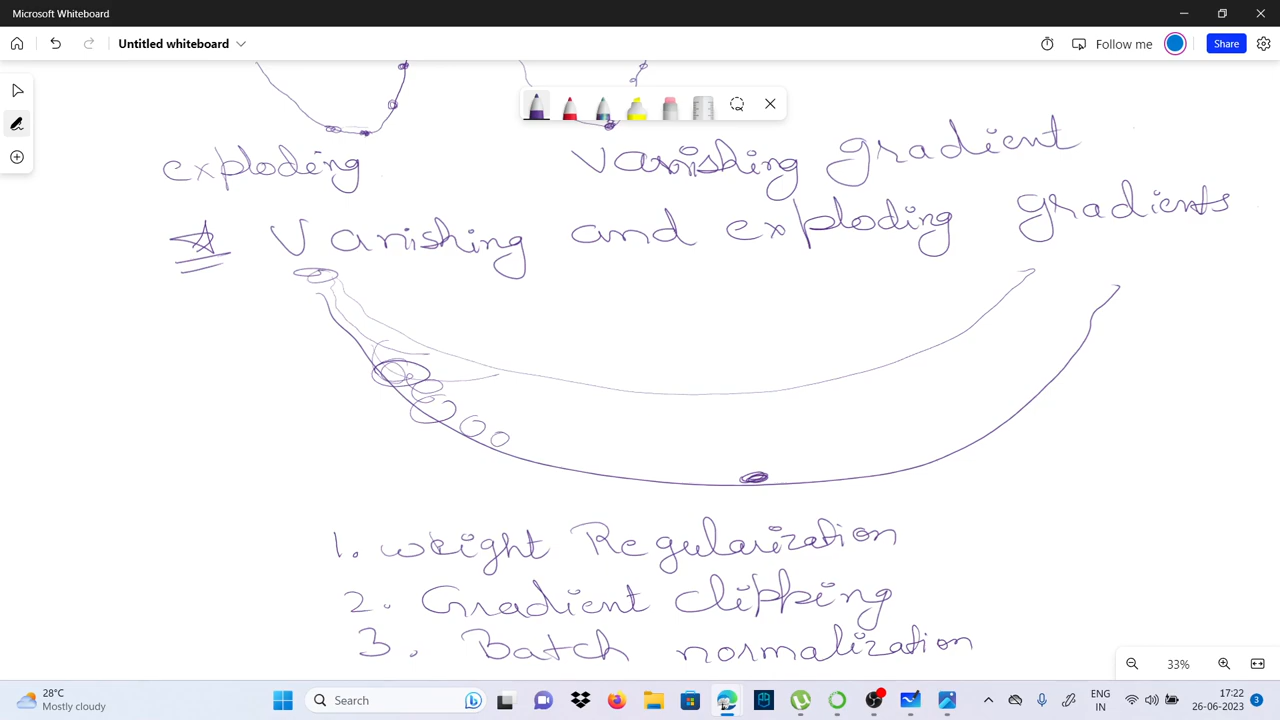 Microsoft Whiteboard
Untitled whiteboard
Follow me
Share
exploding
Vanishing gradient
Vanishing and exploding gradients
1. weight Regularization
2. Gradient clipping
3. Batch normalization
33%
28°C
Mostly cloudy
Search
ENG
IN
17:22
26-06-2023
3